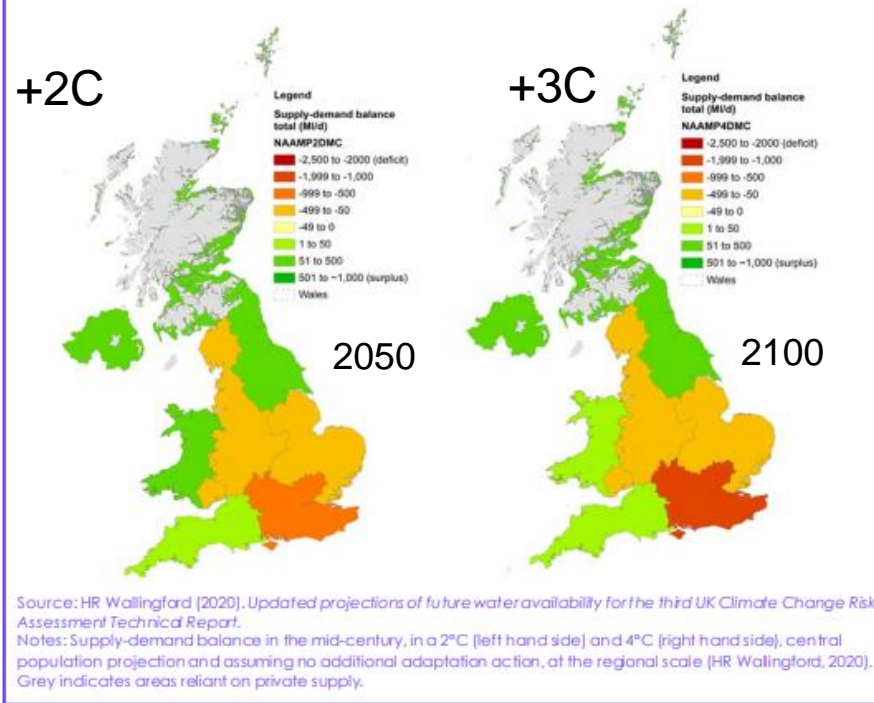 +2C
Legend
Supply-demand balance
total (Ml/d)
NAAMP2DMC
-2,500 to -2000 (deficit)
-1,999 to -1,000
-999 to -500
-499 to -50
-49 to 0
1 to 50
51 to 500
501 to ~1,000 (surplus)
Wales
2050
+3C
Legend
Supply-demand balance
total (Ml/d)
NAAMP4DMC
-2,500 to -2000 (deficit)
-1,999 to -1,000
-999 to -500
-499 to -50
-49 to 0
1 to 50
51 to 500
501 to ~1,000 (surplus)
Wales
2100
Source: HR Wallingford (2020). Updated projections of future water availability for the third UK Climate Change Risk
Assessment Technical Report.
Notes: Supply-demand balance in the mid-century, in a 2°C (left hand side) and 4°C (right hand side), central
population projection and assuming no additional adaptation action, at the regional scale (HR Wallingford, 2020).
Grey indicates areas reliant on private supply.